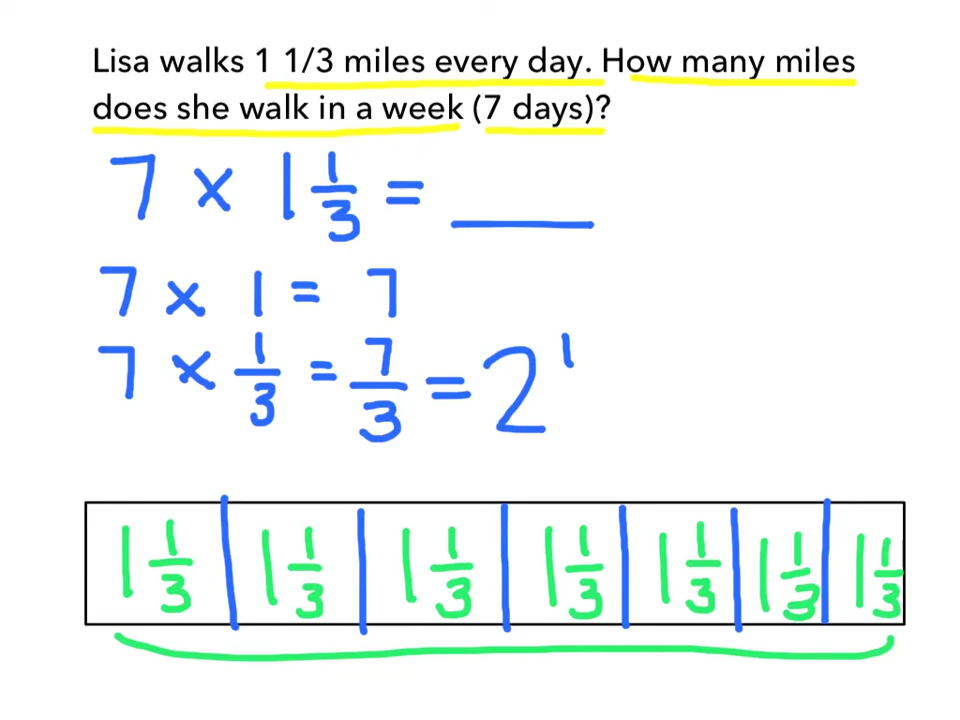 Lisa walks 1 1/3 miles every day. How many miles
does she walk in a week (7 days)?
7 × 1 1/3 = ____
7 × 1 = 7
7 × 1/3 = 7/3 = 2 1
1 1/3 1 1/3 1 1/3 1 1/3 1 1/3 1 1/3 1 1/3